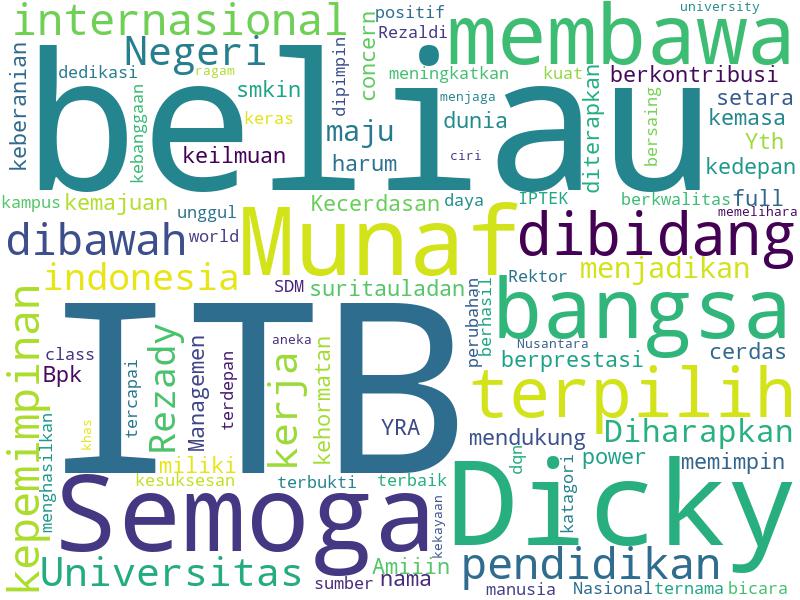 university
internasional
positif
membawa
Rezaldi
Negeri
keberanian
dedikasi
ragam
dipimpin
concern
meningkatkan
kuat
berkontribusi
beliau
smkin
menjaga
setara
kebanggaan
keras
maju
dunia
diterapkan
bersaing
kemasa
Yth
keilmuan
harum
ciri
kedepan
kampus
kemajuan
unggul
Kecerdasan
daya
IPTEK
berkwalitas
full
memelihara
dibawah
world
Munaf
dibidang
indonesia
SDM
suritauladan
Rektor
menjadikan
kepemimpinan
perubahan
berhasil
bangsa
ITB
Nusantara
class
Bpk
tercapai
Rezady
Managemen
terdepan
aneka
kerja
kehormatan
berprestasi
cerdas
terpilih
khas
YRA
mendukung
Diharapkan
menghasilkan
miliki
dqn
katagori
power
memimpin
kesuksesan
terbukti
terbaik
Semoga
kekayaan
Dicky
Universitas
Amiiin
pendidikan
sumber
nama
manusia
Nasional
ternama
bicara